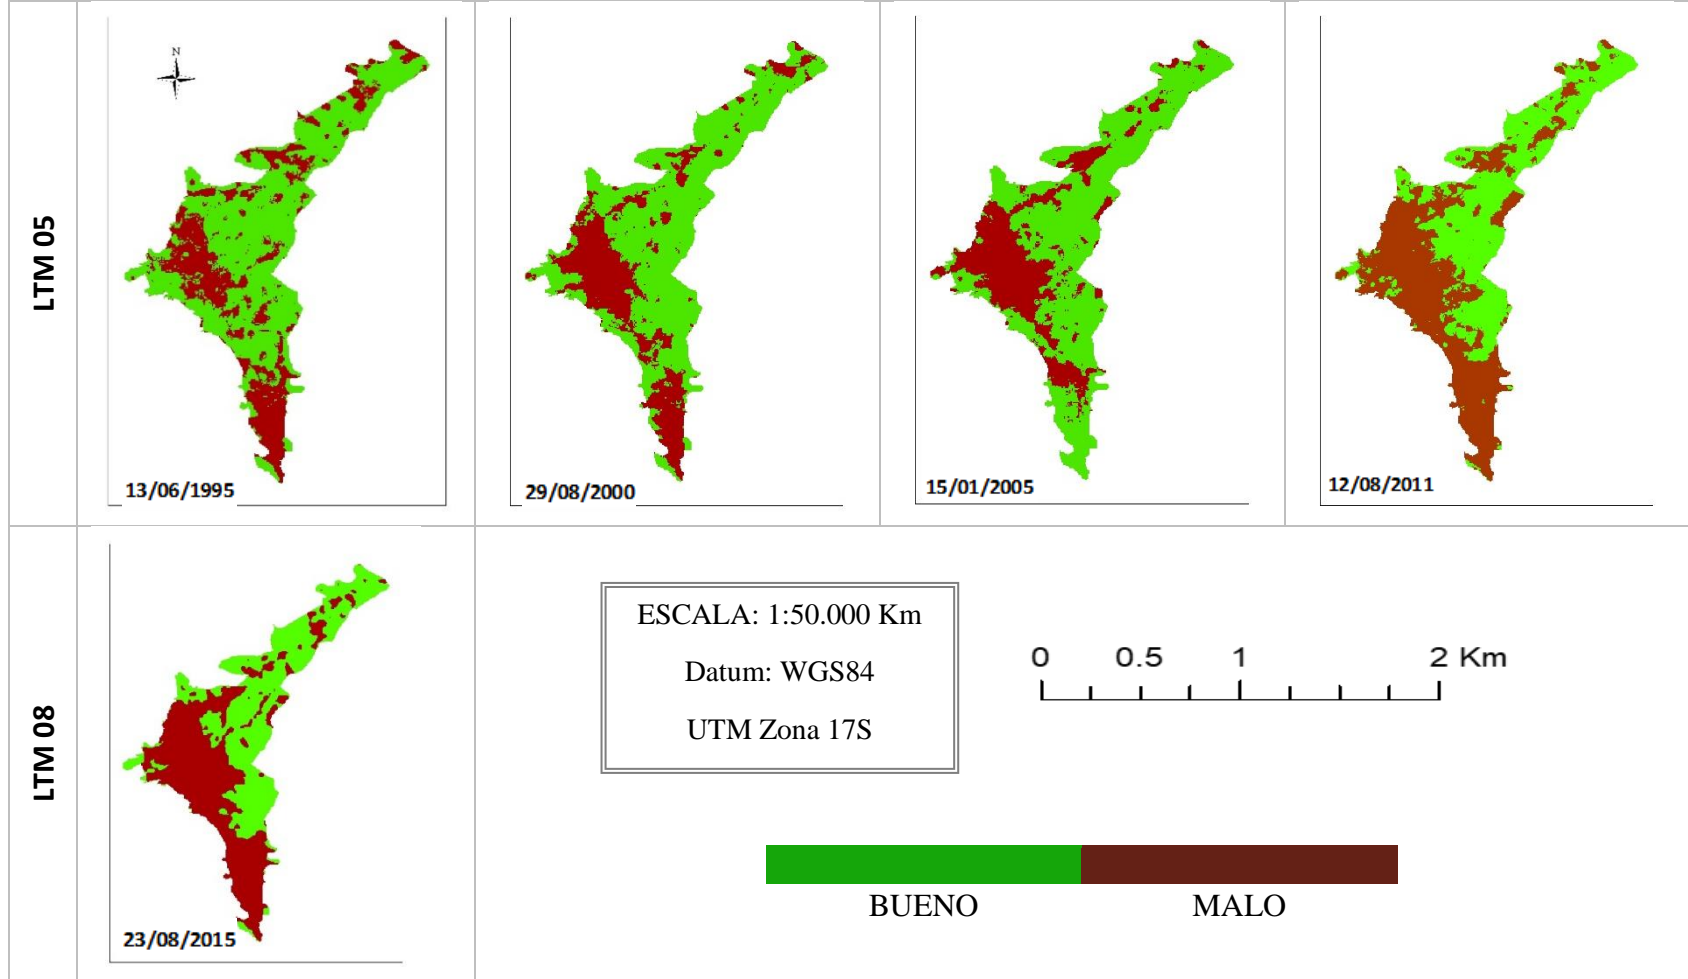 LTM 05
N
13/06/1995
29/08/2000
15/01/2005
12/08/2011
LTM 08
23/08/2015
ESCALA: 1:50.000 Km
Datum: WGS84
UTM Zona 17S
0 0.5 1 2 Km
BUENO MALO